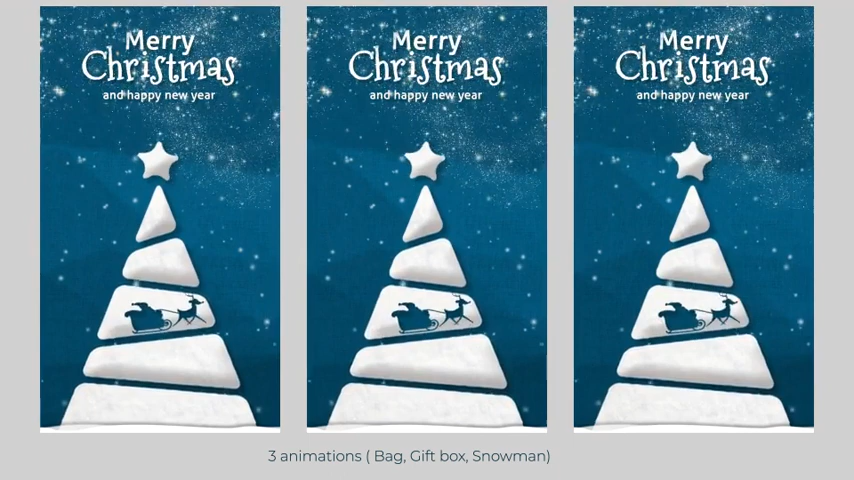 Merry
Christmas
and happy new year
Merry
Christmas
and happy new year
Merry
Christmas
and happy new year
3 animations ( Bag, Gift box, Snowman)